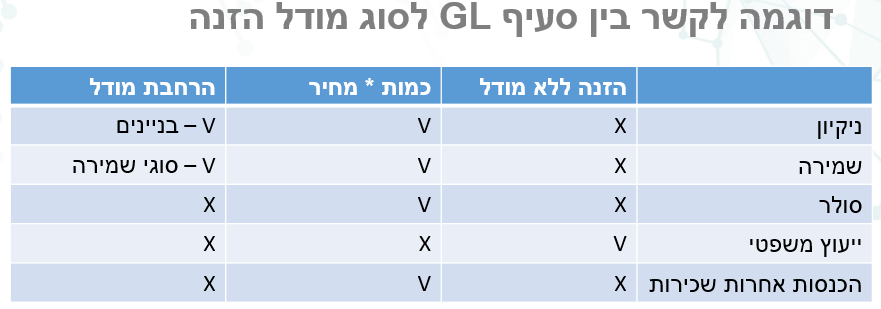 דוגמה לקשר בין סעיף GL לסוג מודל הזנה
הזנה ללא מודל כמות * מחיר הרחבת מודל
ניקיון X V V – בניינים
שמירה X V V – סוגי שמירה
סולר X V X
ייעוץ משפטי V X X
הכנסות אחרות שכירות X V X